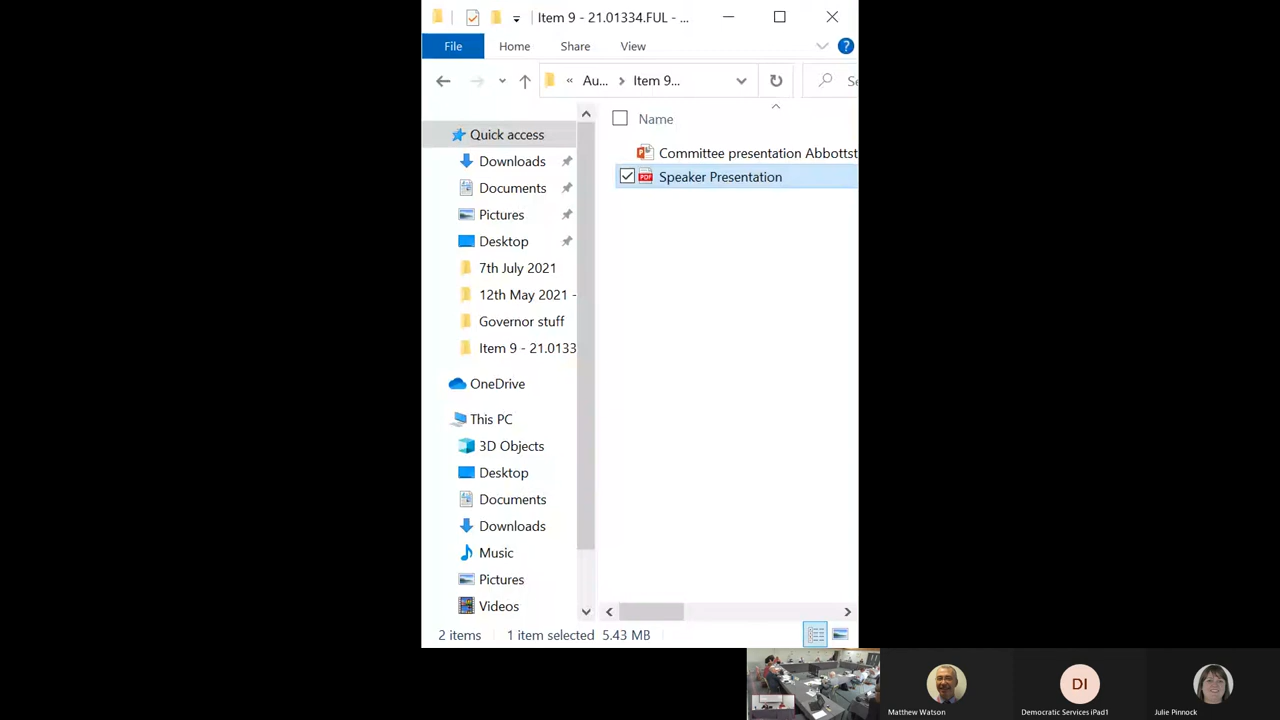 Item 9 - 21.01334.FUL - ...
File
Home
Share
View
« Au... > Item 9...
Se
Name
Quick access
Committee presentation Abbottst
Downloads
Speaker Presentation
Documents
Pictures
Desktop
7th July 2021
12th May 2021 -
Governor stuff
Item 9 - 21.0133
OneDrive
This PC
3D Objects
Desktop
Documents
Downloads
Music
Pictures
Videos
2 items
1 item selected 5.43 MB
DI
Matthew Watson
Democratic Services iPad1
Julie Pinnock